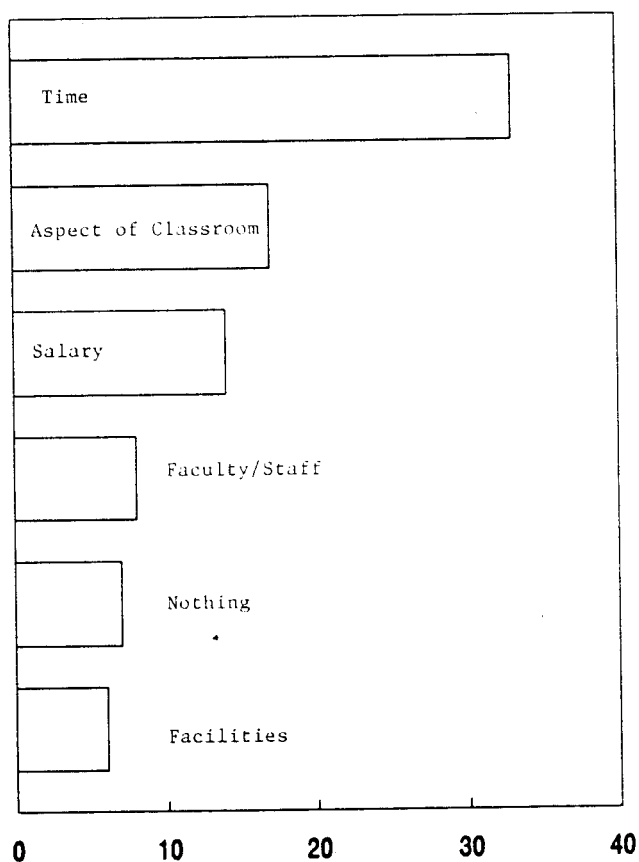 Time
Aspect of Classroom
Salary
Faculty/Staff
Nothing
Facilities
0 10 20 30 40